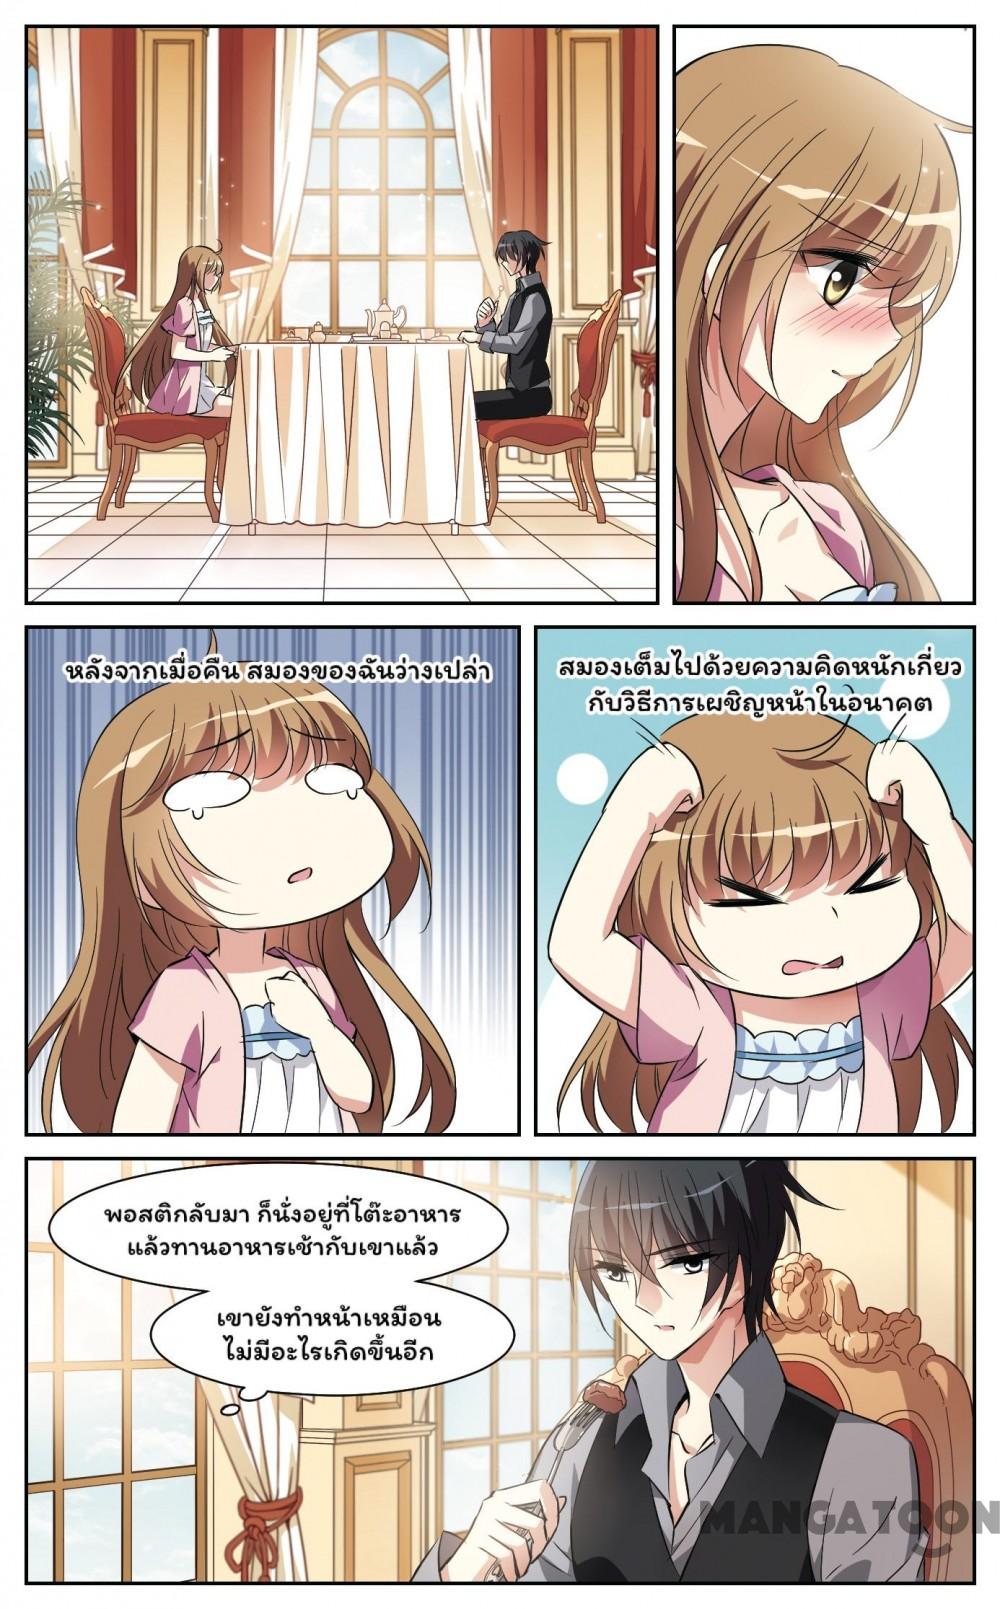 หลังจากเมื่อคืน สมองของฉันว่างเปล่า
สมองเต็มไปด้วยความคิดหนักเกี่ยว
กับวิธีการเผชิญหน้าในอนาคต
พอสติกลับมา ก็นั่งอยู่ที่โต๊ะอาหาร
แล้วทานอาหารเช้ากับเขาแล้ว
เขายังทำหน้าเหมือน
ไม่มีอะไรเกิดขึ้นอีก
MANGATOON